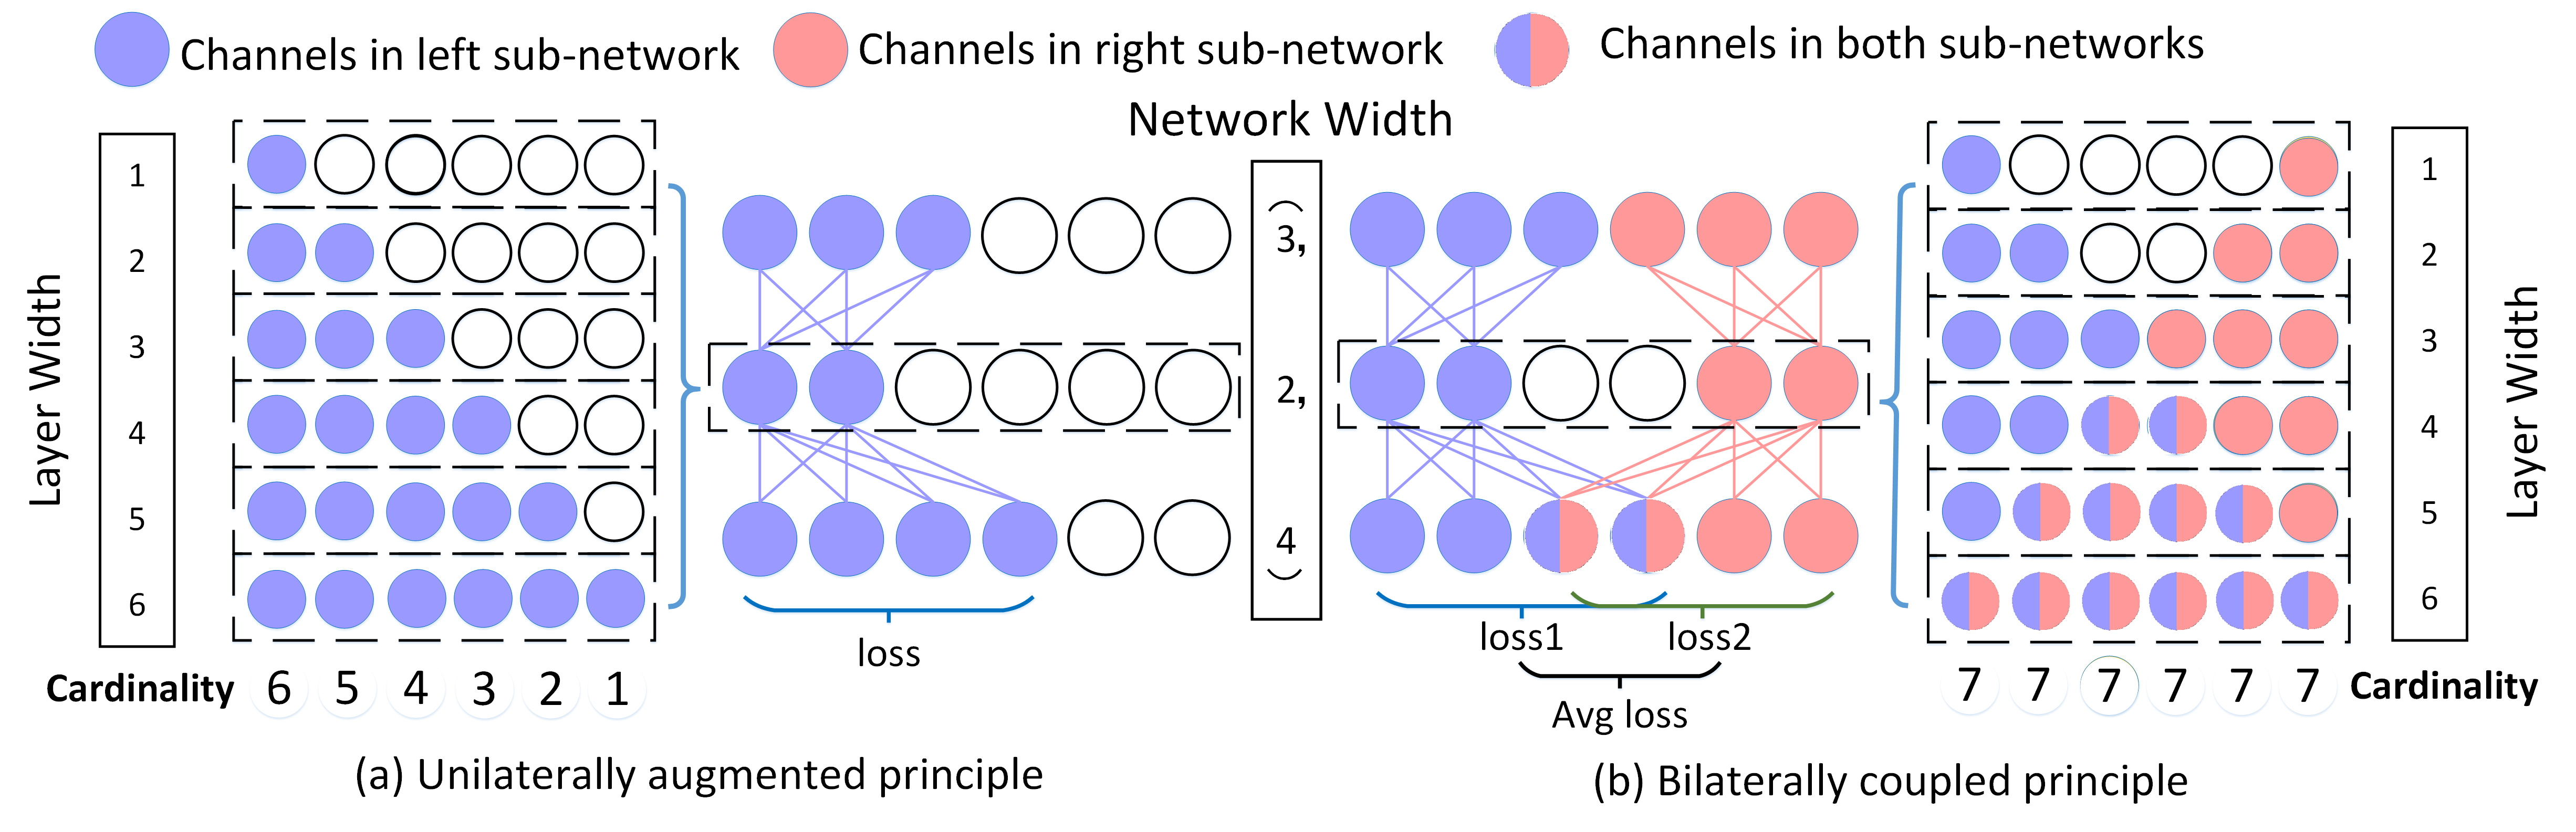 Channels in left sub-network
Channels in right sub-network
Channels in both sub-networks
Network Width
Layer Width
1
2
3
4
5
6
Cardinality 6 5 4 3 2 1
loss
(3,
2,
4)
loss1
loss2
Avg loss
1
2
3
4
5
6
Layer Width
7 7 7 7 7 7 Cardinality
(a) Unilaterally augmented principle
(b) Bilaterally coupled principle